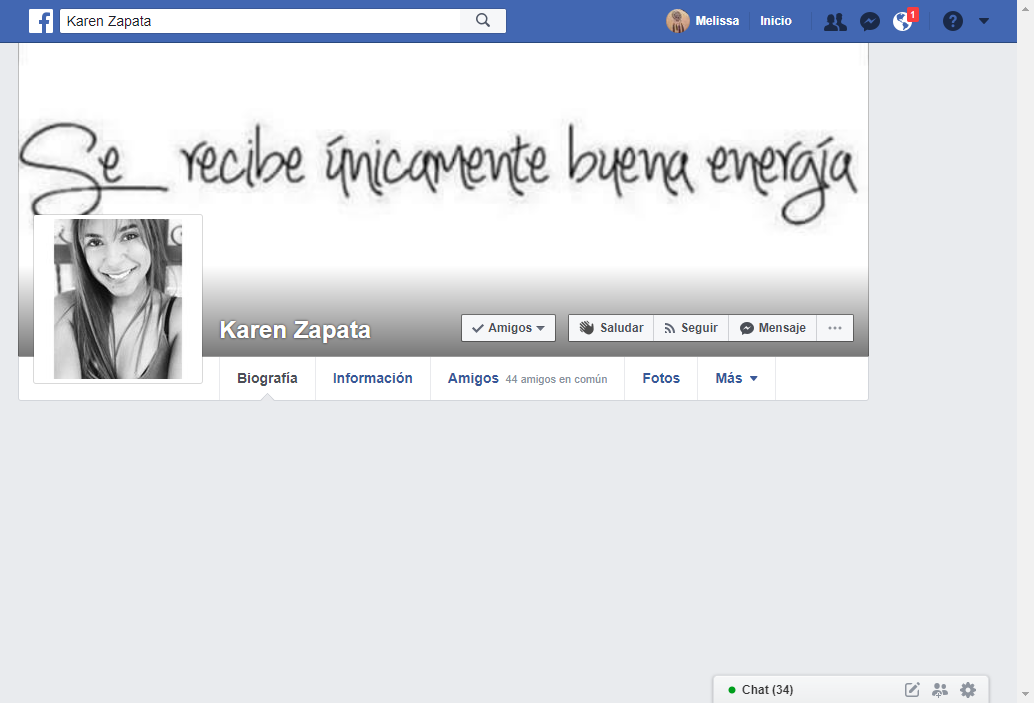 Karen Zapata
Melissa
Inicio
1
?
Se recibe únicamente buena energía
Karen Zapata
Amigos
Saludar
Seguir
Mensaje
Biografía
Información
Amigos 44 amigos en común
Fotos
Más
Chat (34)